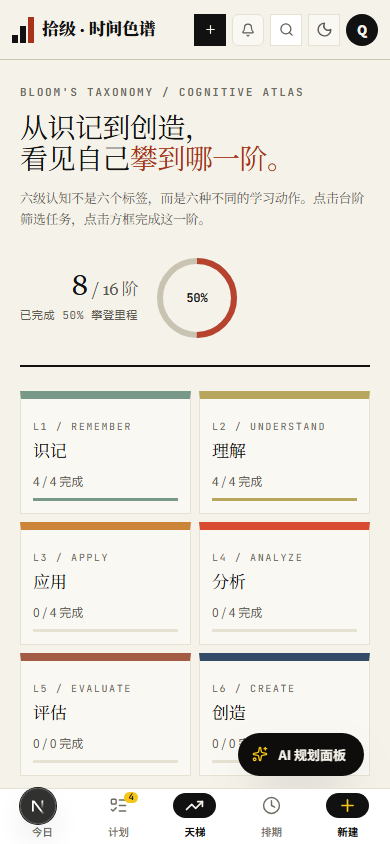 拾级 · 时间色谱
+
Q
BLOOM'S TAXONOMY / COGNITIVE ATLAS
从识记到创造，
看见自己攀到哪一阶。
六级认知不是六个标签，而是六种不同的学习动作。点击台阶
筛选任务，点击方框完成这一阶。
8 / 16 阶
已完成 50% 攀登里程
50%
L1 / REMEMBER
识记
4 / 4 完成
L2 / UNDERSTAND
理解
4 / 4 完成
L3 / APPLY
应用
0 / 4 完成
L4 / ANALYZE
分析
0 / 4 完成
L5 / EVALUATE
评估
0 / 0 完成
L6 / CREATE
创造
0 / 0
AI 规划面板
N
今日
4
计划
天梯
排期
新建